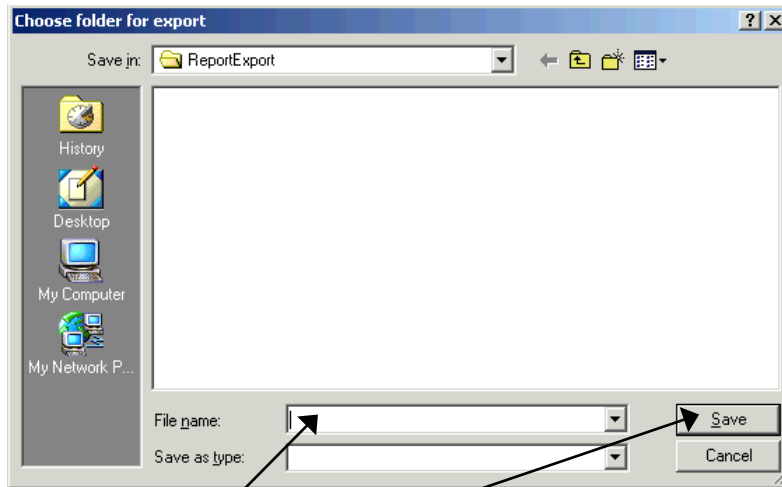 Choose folder for export
Save in: ReportExport
History
Desktop
My Computer
My Network P...
File name:
Save
Save as type:
Cancel